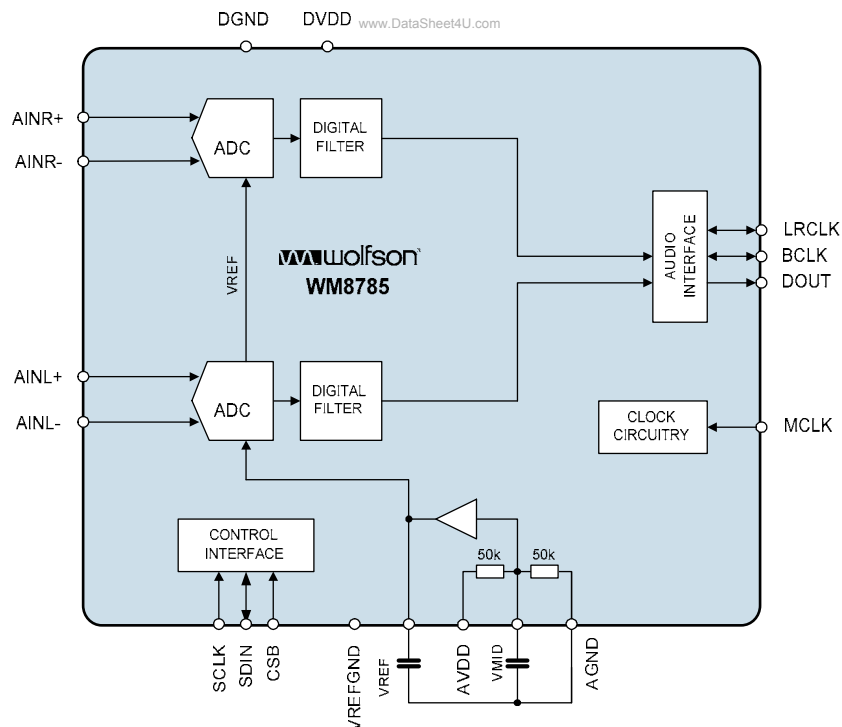 DGND DVDD www.DataSheet4U.com
AINR+
AINR-
ADC
DIGITAL
FILTER
VREF
wolfson
WM8785
AUDIO
INTERFACE
LRCLK
BCLK
DOUT
AINL+
AINL-
ADC
DIGITAL
FILTER
CLOCK
CIRCUITRY
MCLK
CONTROL
INTERFACE
50k 50k
SCLK
SDIN
CSB
VREFGND
VREF
AVDD
VMID
AGND